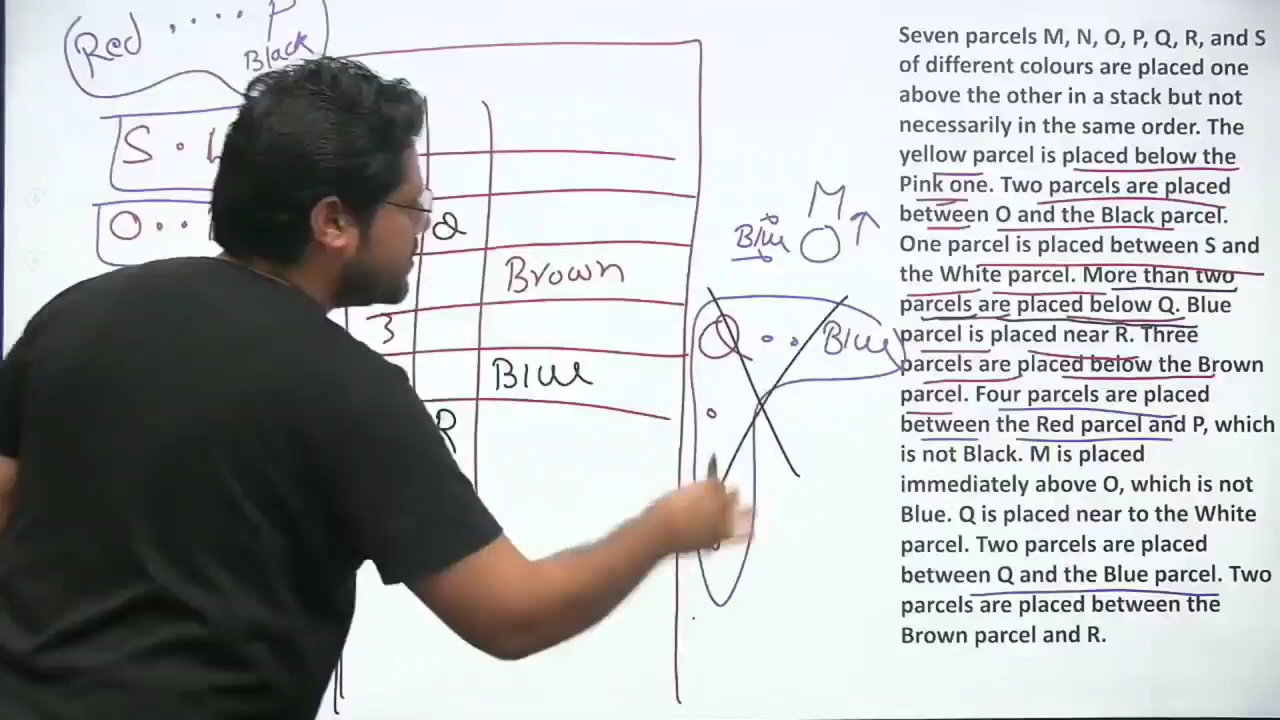 Red .... P
Black
S .
O ..
Q
Brown
3
Blue
R
M
Blue O
Q .. Blue
Seven parcels M, N, O, P, Q, R, and S
of different colours are placed one
above the other in a stack but not
necessarily in the same order. The
yellow parcel is placed below the
Pink one. Two parcels are placed
between O and the Black parcel.
One parcel is placed between S and
the White parcel. More than two
parcels are placed below Q. Blue
parcel is placed near R. Three
parcels are placed below the Brown
parcel. Four parcels are placed
between the Red parcel and P, which
is not Black. M is placed
immediately above O, which is not
Blue. Q is placed near to the White
parcel. Two parcels are placed
between Q and the Blue parcel. Two
parcels are placed between the
Brown parcel and R.